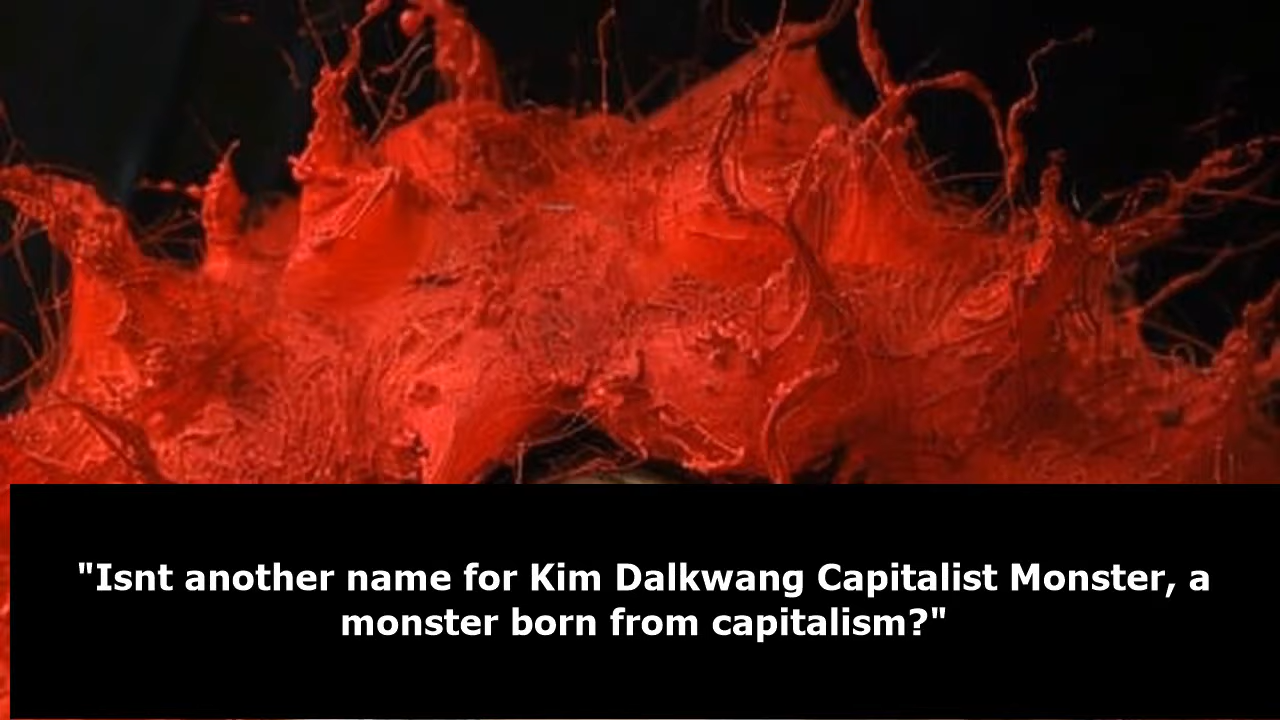 "Isnt another name for Kim Dalkwang Capitalist Monster, a
monster born from capitalism?"